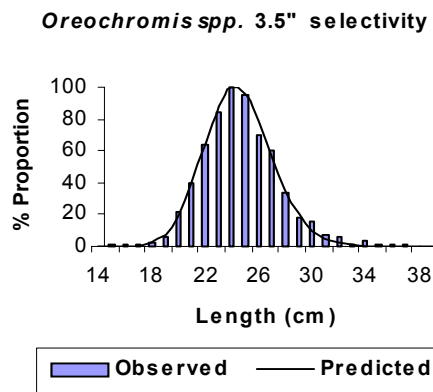 Oreochromis spp. 3.5" selectivity
% Proportion
100
80
60
40
20
0
14 18 22 26 30 34 38
Length (cm)
Observed Predicted